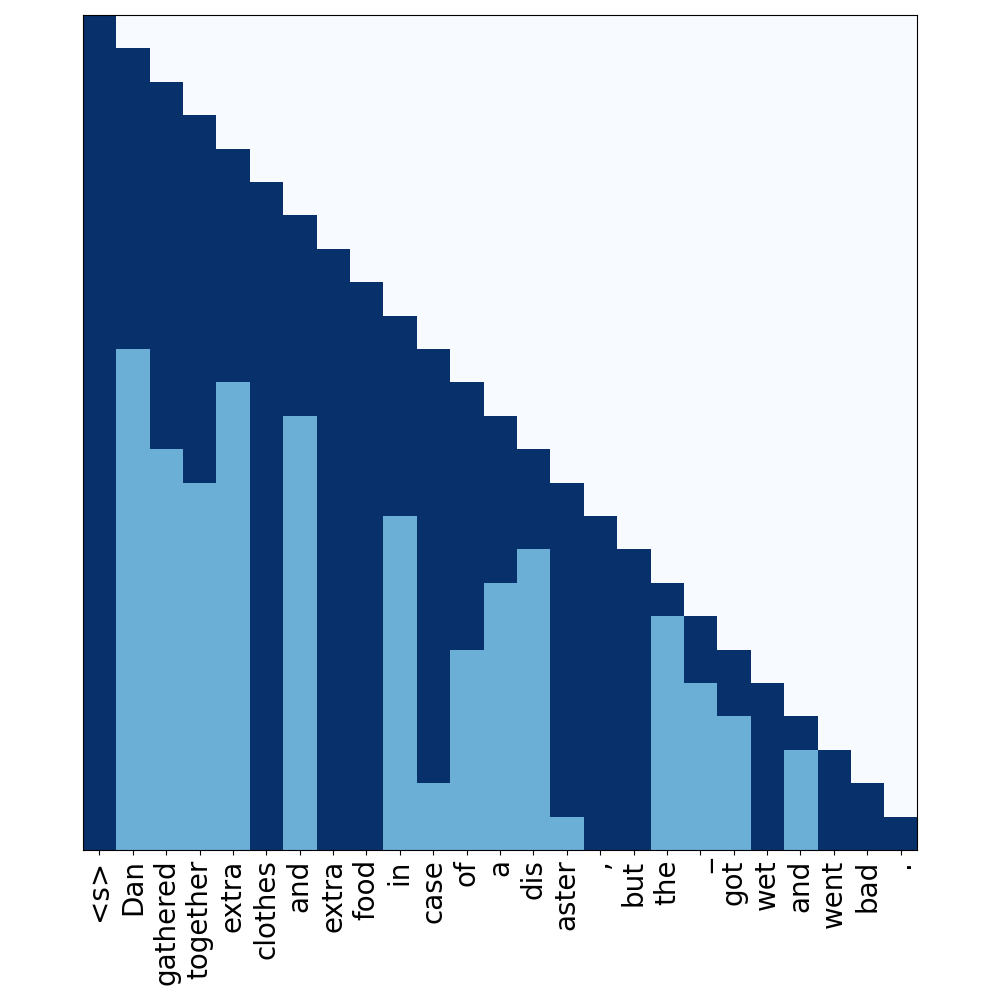 <s> Dan gathered together extra clothes and extra food in case of a dis aster , but the _ got wet and went bad .